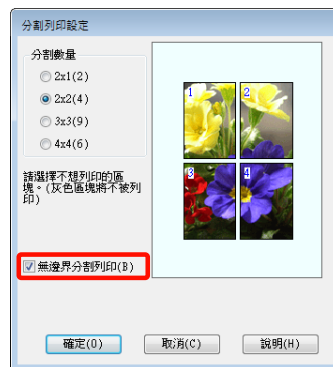 分割列印設定
分割數量
2x1(2)
2x2(4)
3x3(9)
4x4(6)
1
2
3
4
請選擇不想列印的區
塊。(灰色區塊將不被列
印)
無邊界分割列印(B)
確定(O)
取消(C)
說明(H)